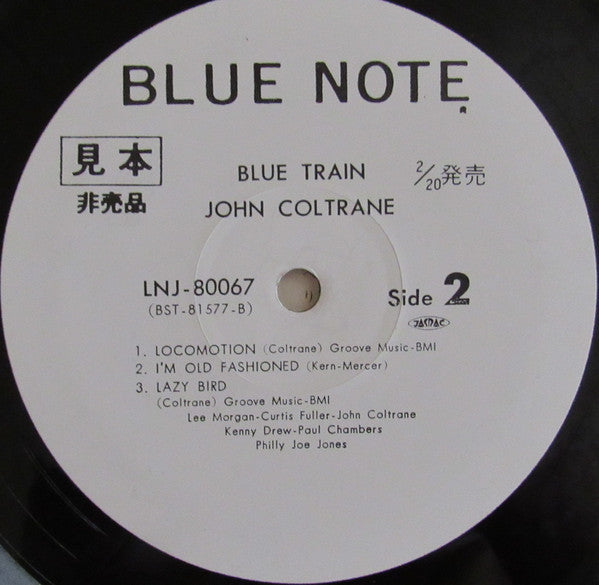 BLUE NOTE
見本
非売品
BLUE TRAIN
2/20発売
JOHN COLTRANE
LNJ-80067
(BST-81577-B)
Side 2
JASRAC
1. LOCOMOTION (Coltrane) Groove Music-BMI
2. I'M OLD FASHIONED (Kern-Mercer)
3. LAZY BIRD
(Coltrane) Groove Music-BMI
Lee Morgan-Curtis Fuller-John Coltrane
Kenny Drew-Paul Chambers
Philly Joe Jones